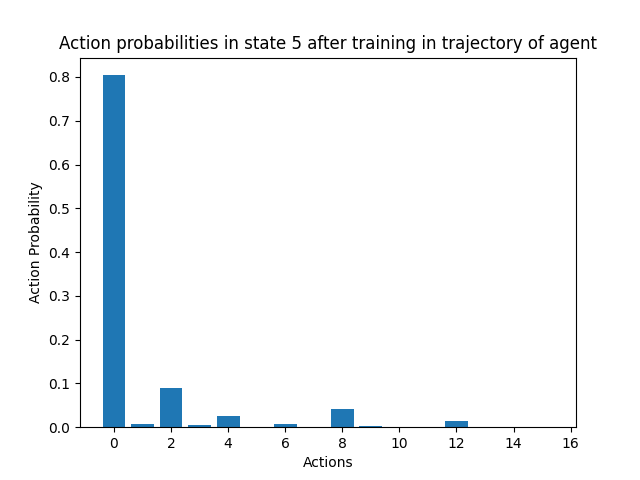 Action probabilities in state 5 after training in trajectory of agent
0.8
0.7
0.6
0.5
0.4
0.3
0.2
0.1
0.0
Action Probability
0 2 4 6 8 10 12 14 16
Actions